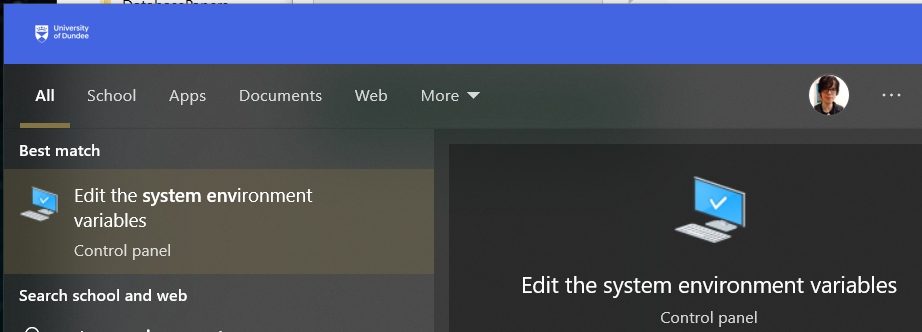 DatabasePapers
University
of Dundee
All School Apps Documents Web More
Best match
Edit the system environment
variables
Control panel
Search school and web
Edit the system environment variables
Control panel